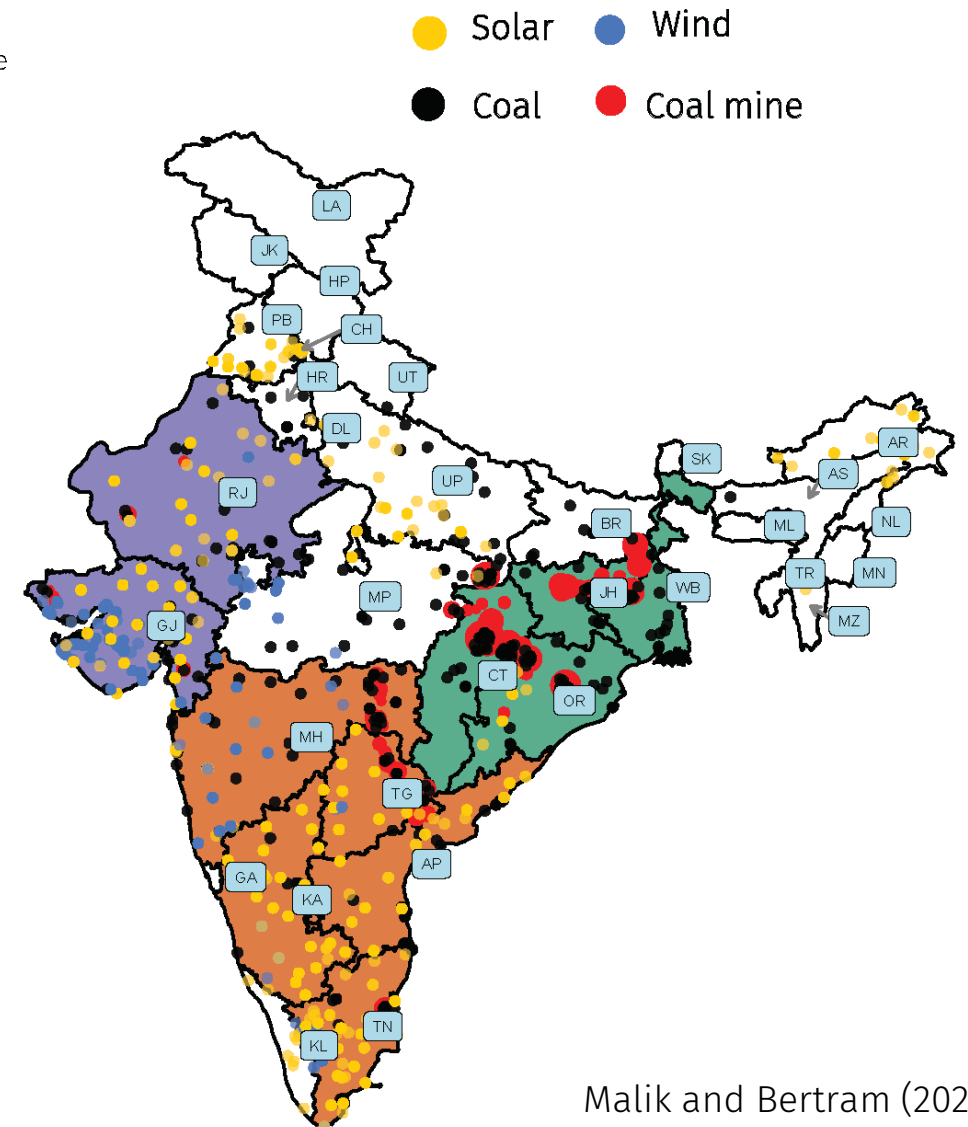 Solar Wind
e
Coal Coal mine
LA
JK
HP
PB
CH
HR UT
DL
AR
SK
AS
UP
RJ
BR ML NL
TR MN
MP JH WB
MZ
GJ
CT
OR
MH
TG
AP
GA
KA
TN
KL
Malik and Bertram (202